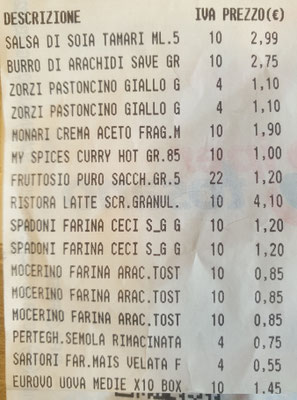 DESCRIZIONE IVA PREZZO(€)
SALSA DI SOIA TAMARI ML.5 10 2,99
BURRO DI ARACHIDI SAVE GR 10 2,75
ZORZI PASTONCINO GIALLO G 4 1,10
ZORZI PASTONCINO GIALLO G 4 1,10
MONARI CREMA ACETO FRAG.M 10 1,90
MY SPICES CURRY HOT GR.85 10 1,00
FRUTTOSIO PURO SACCH.GR.5 22 1,20
RISTORA LATTE SCR.GRANUL. 10 4,10
SPADONI FARINA CECI S_G G 10 1,20
SPADONI FARINA CECI S_G G 10 1,20
MOCERINO FARINA ARAC.TOST 10 0,85
MOCERINO FARINA ARAC.TOST 10 0,85
MOCERINO FARINA ARAC.TOST 10 0,85
PERTEGH.SEMOLA RIMACINATA 4 0,75
SARTORI FAR.MAIS VELATA F 4 0,55
EUROVO UOVA MEDIE X10 BOX 10 1,45